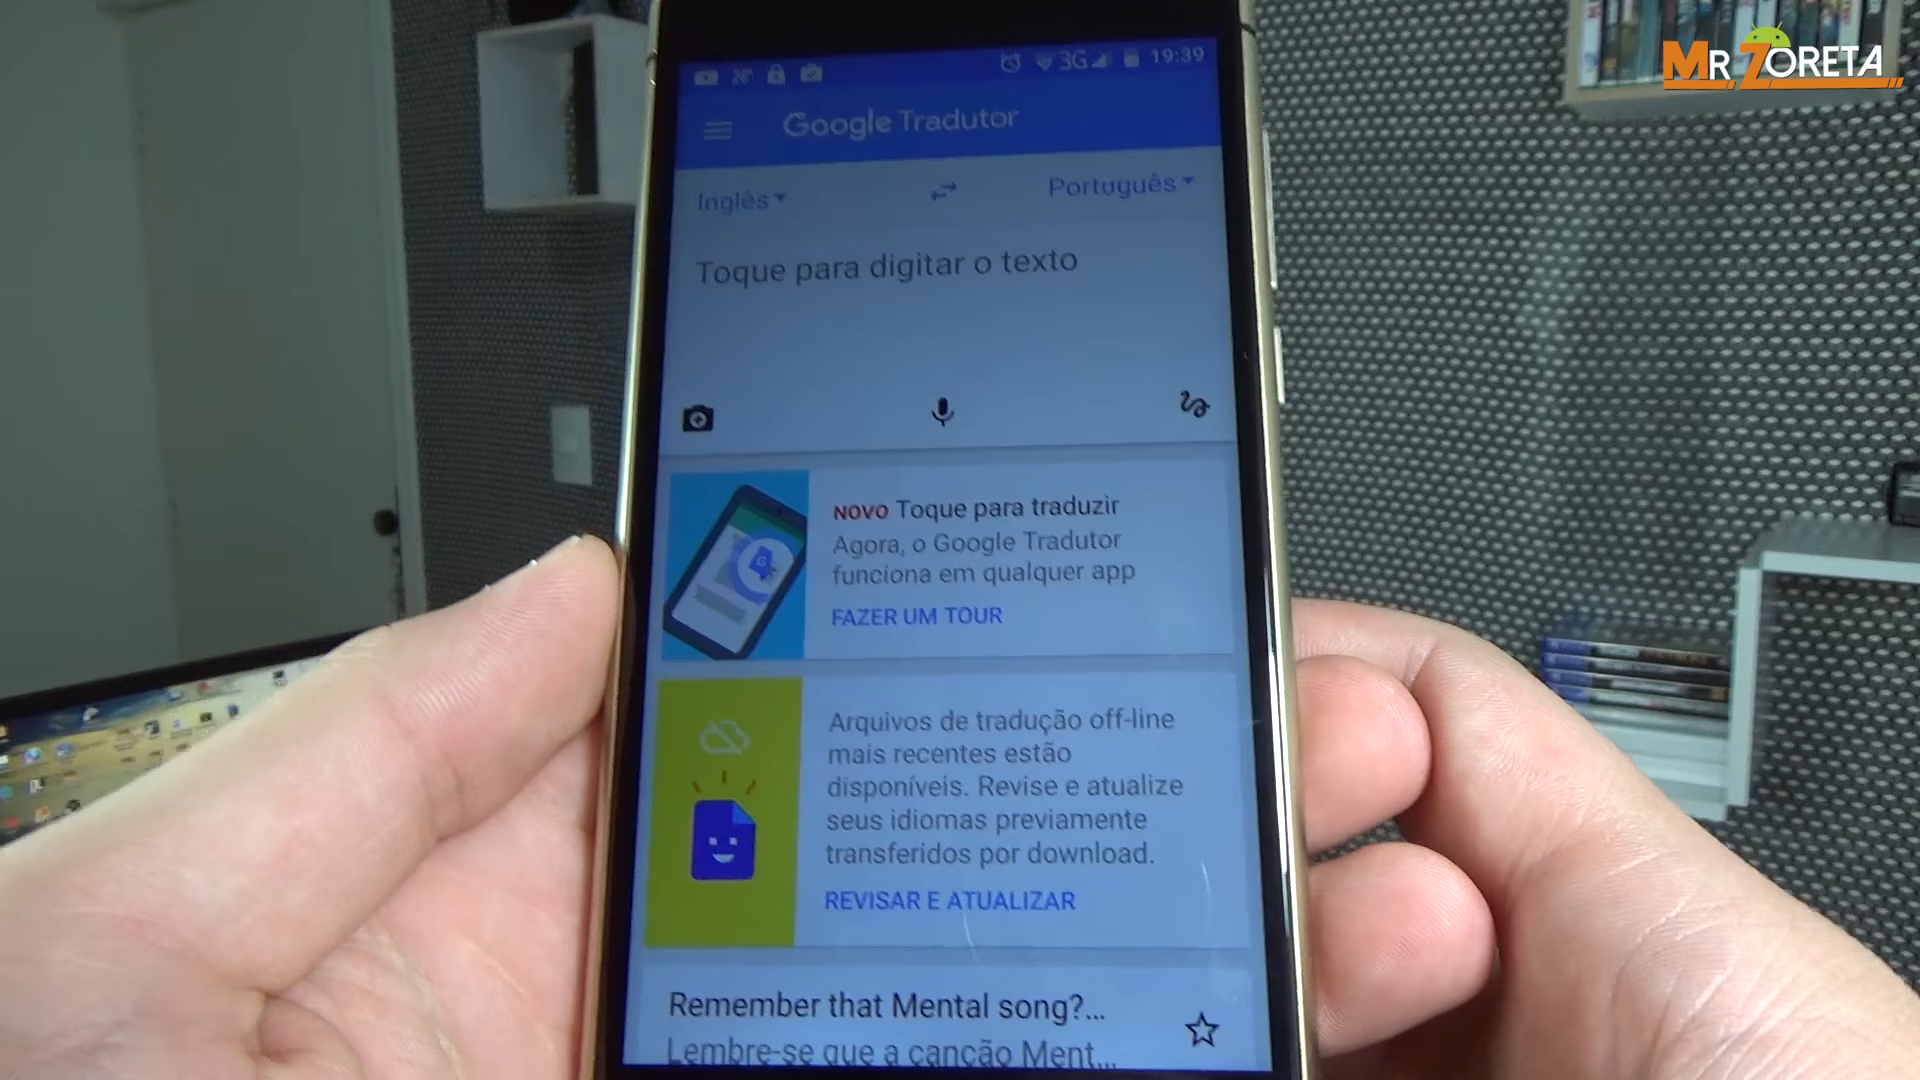 MR ZORETA
26° 3G 19:39
Google Tradutor
Inglês Português
Toque para digitar o texto
NOVO Toque para traduzir
Agora, o Google Tradutor
funciona em qualquer app
FAZER UM TOUR
Arquivos de tradução off-line
mais recentes estão
disponíveis. Revise e atualize
seus idiomas previamente
transferidos por download.
REVISAR E ATUALIZAR
Remember that Mental song?...
Lembre-se que a canção Ment...